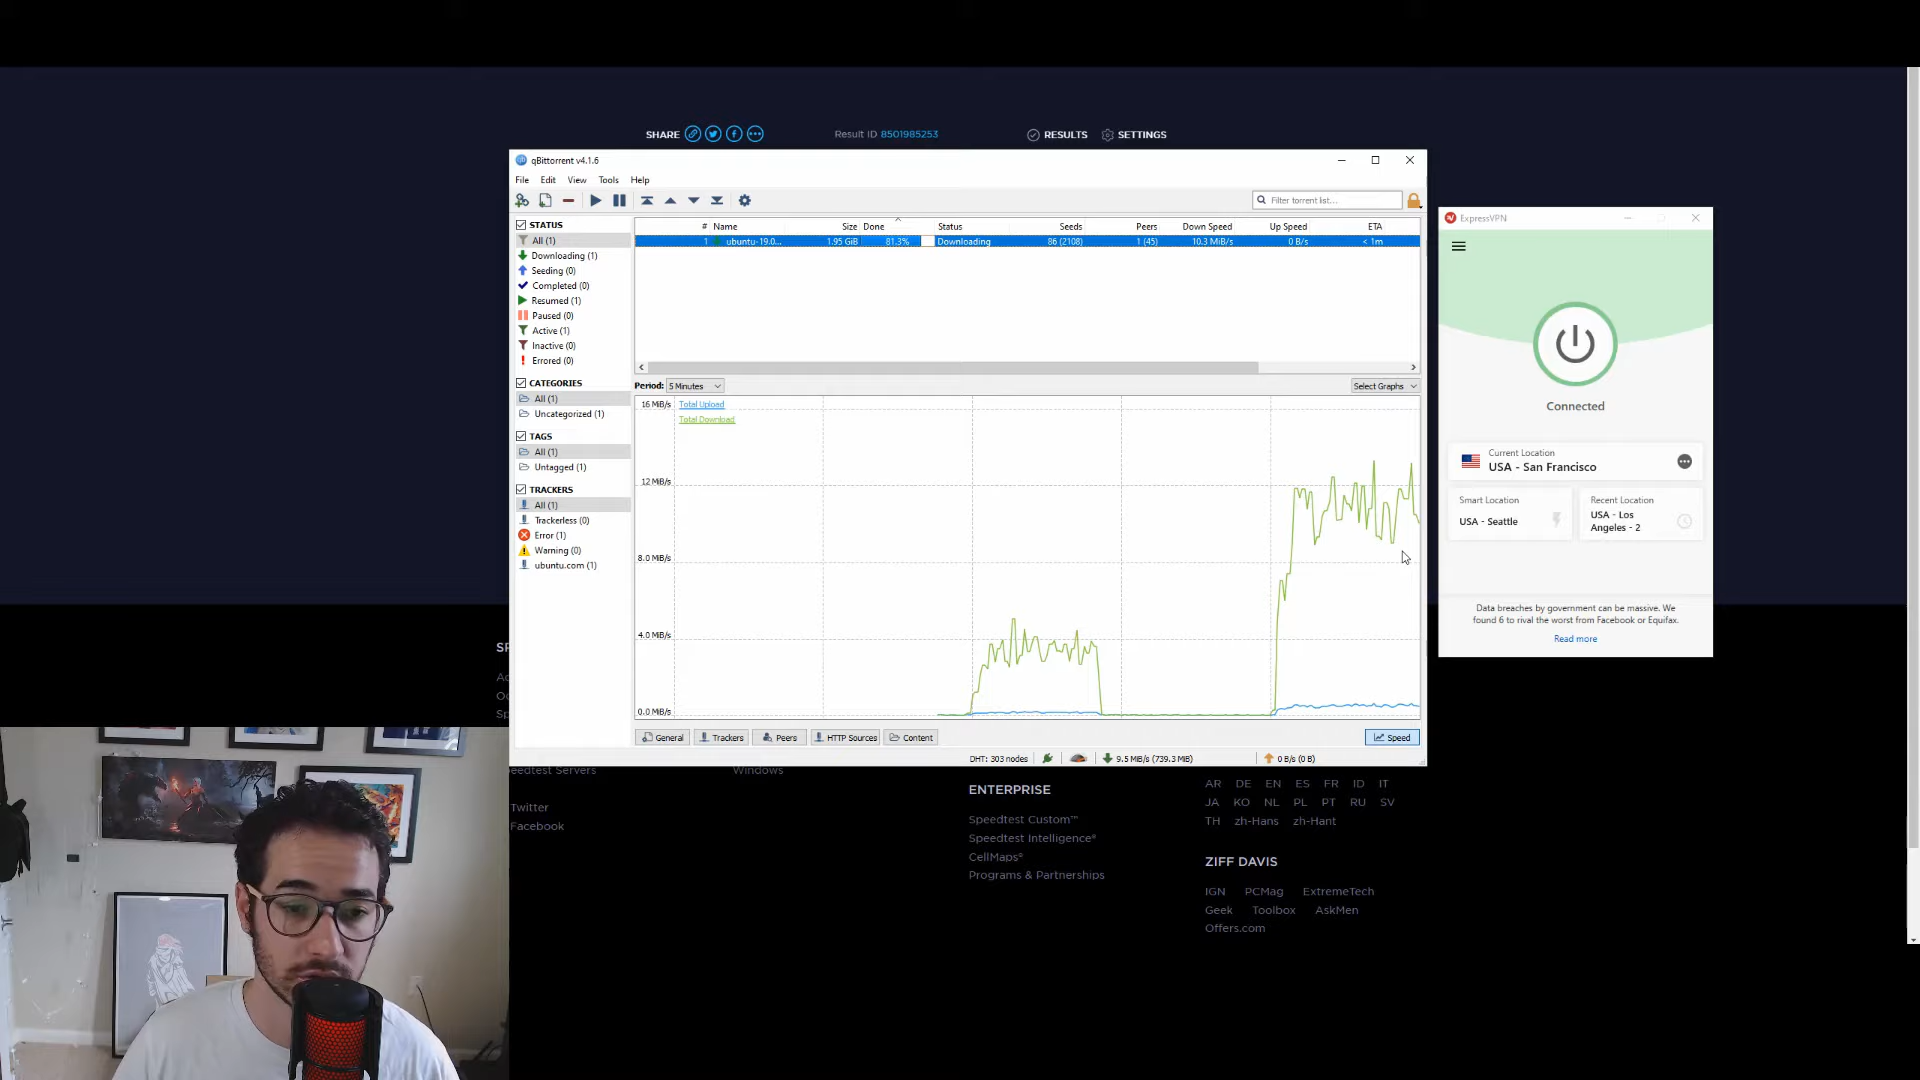 SHARE
Result ID 8501985253
RESULTS
SETTINGS
qBittorrent v4.1.6
File Edit View Tools Help
Filter torrent list...
STATUS
All (1)
Downloading (1)
Seeding (0)
Completed (0)
Resumed (1)
Paused (0)
Active (1)
Inactive (0)
Errored (0)
CATEGORIES
All (1)
Uncategorized (1)
TAGS
All (1)
Untagged (1)
TRACKERS
All (1)
Trackerless (0)
Error (1)
Warning (0)
ubuntu.com (1)
# Name Size Done Status Seeds Peers Down Speed Up Speed ETA
1 ubuntu-19.0... 1.95 GiB 81.3% Downloading 86 (2108) 1 (45) 10.3 MiB/s 0 B/s < 1m
Period: 5 Minutes
Select Graphs
16 MiB/s
Total Upload
Total Download
12 MiB/s
8.0 MiB/s
4.0 MiB/s
0.0 MiB/s
General Trackers Peers HTTP Sources Content
Speed
DHT: 303 nodes
9.5 MiB/s (739.3 MiB)
0 B/s (0 B)
ExpressVPN
Connected
Current Location
USA - San Francisco
Smart Location
USA - Seattle
Recent Location
USA - Los
Angeles - 2
Data breaches by government can be massive. We
found 6 to rival the worst from Facebook or Equifax.
Read more
Speedtest Servers
Windows
Twitter
Facebook
ENTERPRISE
Speedtest Custom™
Speedtest Intelligence®
CellMaps®
Programs & Partnerships
AR DE EN ES FR ID IT
JA KO NL PL PT RU SV
TH zh-Hans zh-Hant
ZIFF DAVIS
IGN PCMag ExtremeTech
Geek Toolbox AskMen
Offers.com